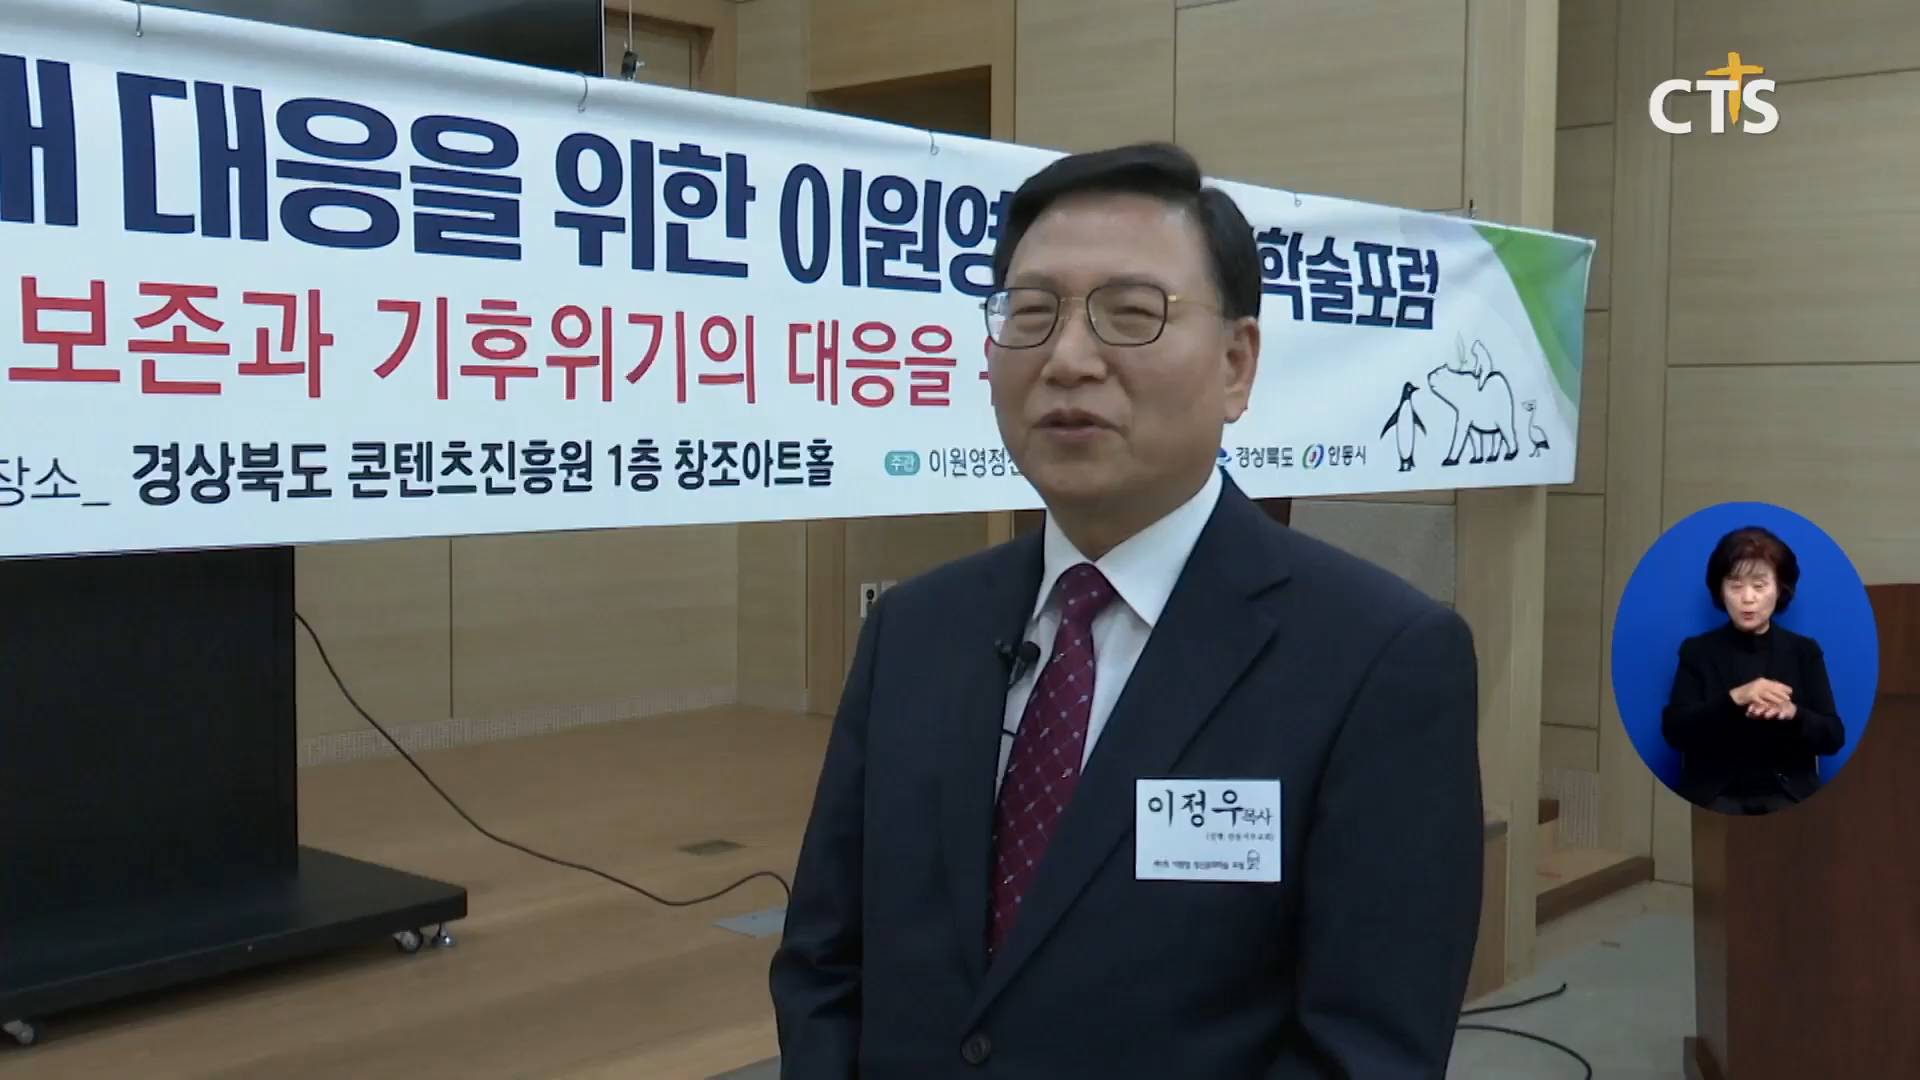 CTS
대응을 위한 이원영
학술포럼
보존과 기후위기의 대응을
장소_ 경상북도 콘텐츠진흥원 1층 창조아트홀
주관 이원영정신
경상북도 안동시
이정우 목사